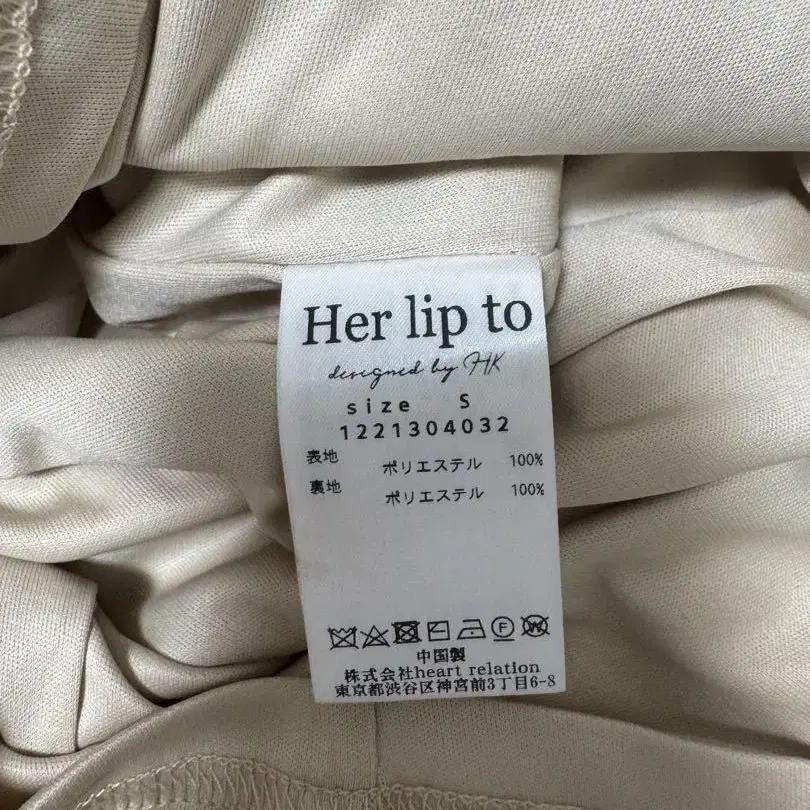 Her lip to
designed by HK
size S
1221304032
表地 ポリエステル 100%
裏地 ポリエステル 100%
F W
中国製
株式会社heart relation
東京都渋谷区神宮前3丁目6-8